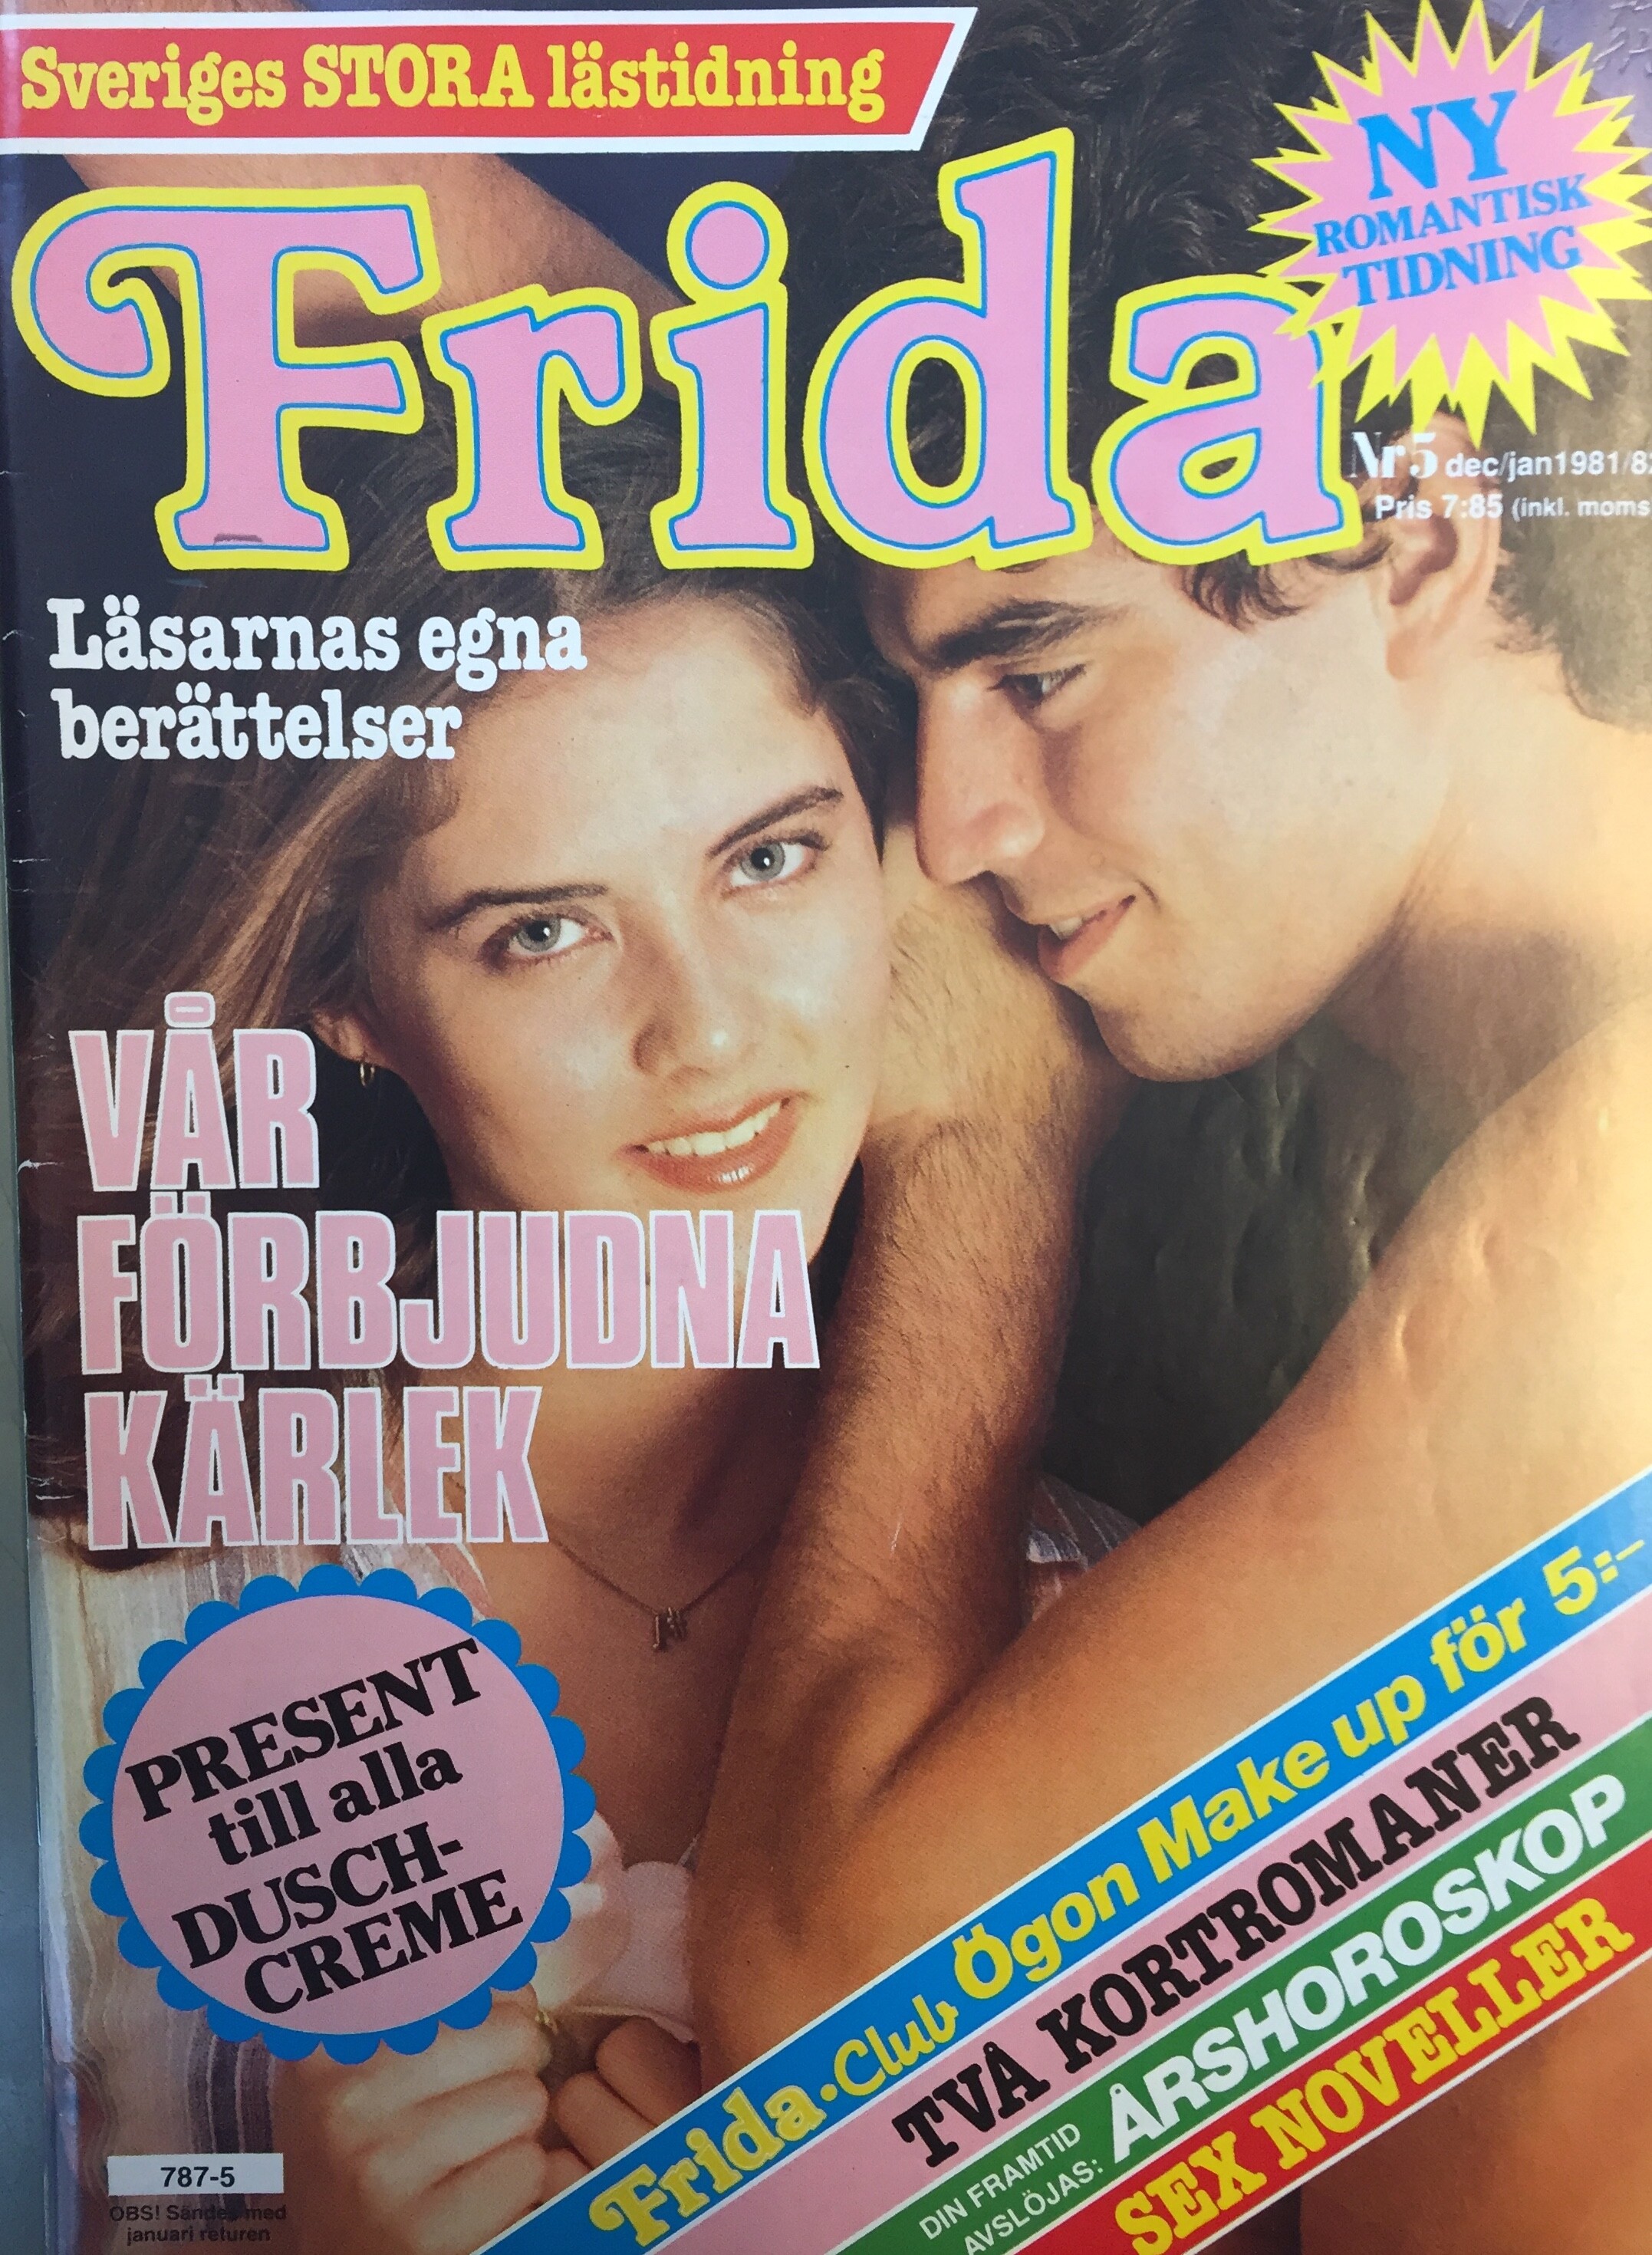 Sveriges STORA lästidning
NY
ROMANTISK
TIDNING
Frida
Nr 5 dec/jan 1981/82
Pris 7:85 (inkl. moms
Läsarnas egna
berättelser
VÅR
FÖRBJUDNA
KÄRLEK
PRESENT
till alla
DUSCH-
CREME
Frida-Club Ögon Make up för 5:-
TVÅ KORTROMANER
DIN FRAMTID
AVSLÖJAS: ÅRSHOROSKOP
SEX NOVELLER
787-5
OBS! Sändes med
januari returen